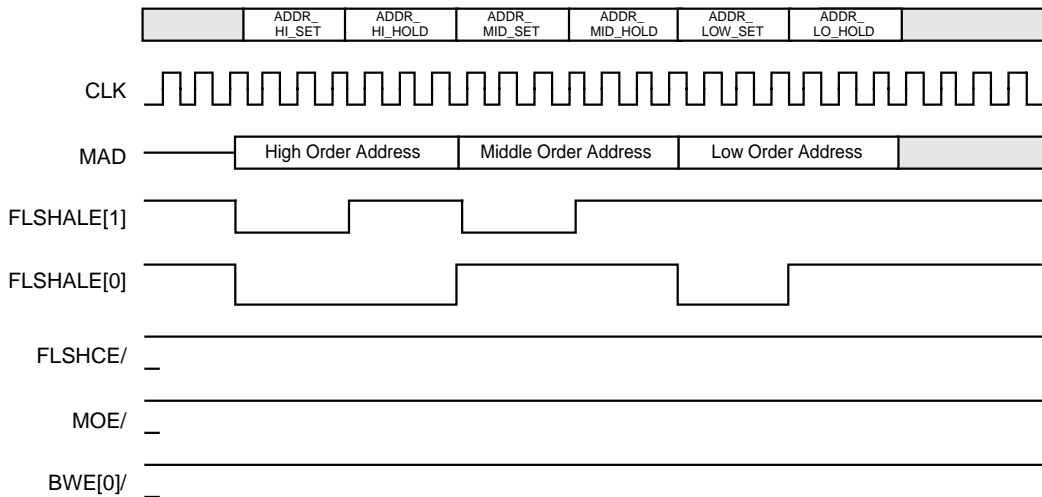 ADDR_ ADDR_ ADDR_ ADDR_ ADDR_ ADDR_
HI_SET HI_HOLD MID_SET MID_HOLD LOW_SET LO_HOLD
CLK
MAD High Order Address Middle Order Address Low Order Address
FLSHALE[1]
FLSHALE[0]
FLSHCE/
MOE/
BWE[0]/